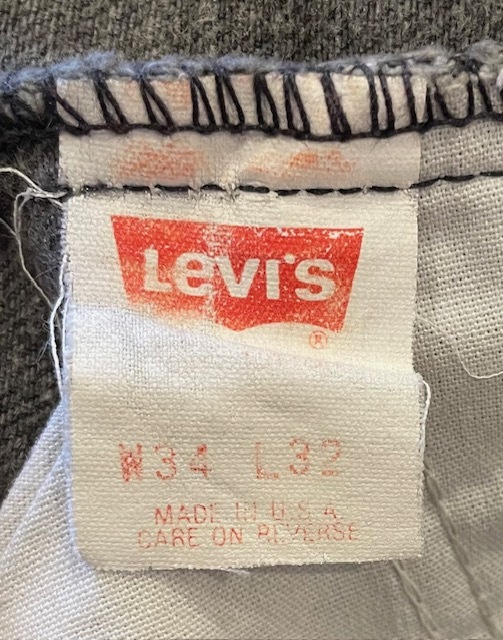 Levi's
®
W34 L32
MADE IN U.S.A
CARE ON REVERSE